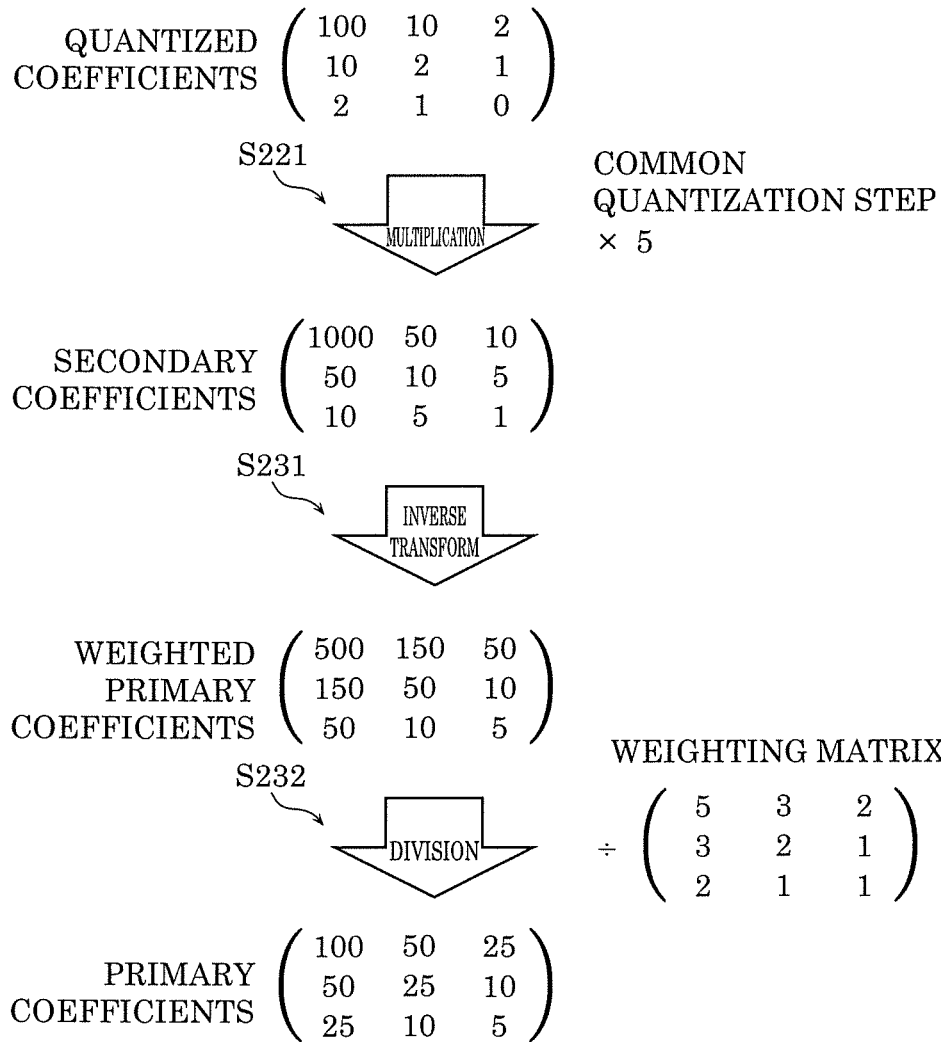 QUANTIZED
COEFFICIENTS
100 10 2
10 2 1
2 1 0
S221
MULTIPLICATION
COMMON
QUANTIZATION STEP
× 5
SECONDARY
COEFFICIENTS
1000 50 10
50 10 5
10 5 1
S231
INVERSE
TRANSFORM
WEIGHTED
PRIMARY
COEFFICIENTS
500 150 50
150 50 10
50 10 5
S232
DIVISION
WEIGHTING MATRIX
÷
5 3 2
3 2 1
2 1 1
PRIMARY
COEFFICIENTS
100 50 25
50 25 10
25 10 5